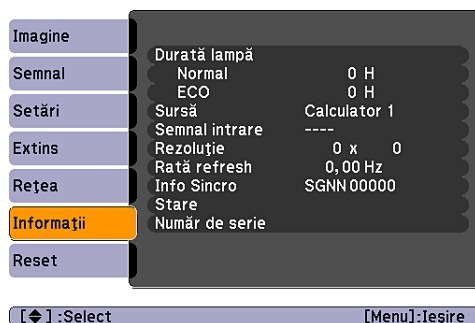 Imagine
Semnal
Setări
Extins
Rețea
Informații
Reset
Durată lampă
Normal 0 H
ECO 0 H
Sursă Calculator 1
Semnal intrare ----
Rezoluție 0 x 0
Rată refresh 0,00 Hz
Info Sincro SGNN 00000
Stare
Număr de serie
[◆] :Select [Menu]:Iesire